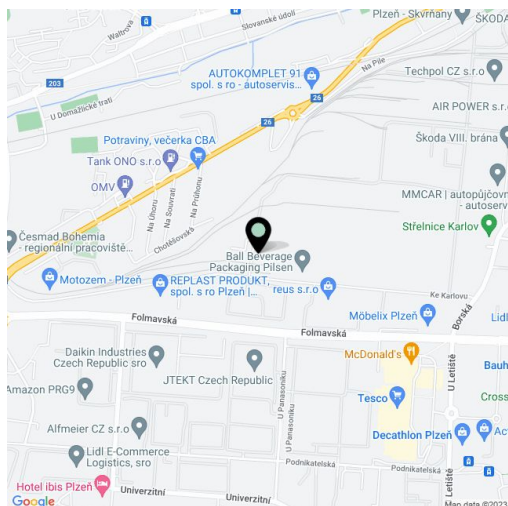 Plzeň -
Skvrňany
ŠKODA
Waltrova
Slovanské údolí
AUTOKOMPLET 91
spol. s ro - autoservis…
Na Pile
26
203
U Domažlické trati
26
Techpol CZ s.r.o
AIR POWER s.r.
Potraviny, večerka CBA
Tank ONO s.r.o
Škoda VIII. brána
OMV
Na Úhoru
Na Souvrati
Na Průhonu
MMCAR | autopůjčovn
- autoserv
Střelnice Karlov
Chotěšovská
Česmad Bohemia
- regionální pracoviště…
Ball Beverage
Packaging Pilsen
Motozem - Plzeň
REPLAST PRODUKT,
spol. s ro Plzeň |…
reus s.r.o
Ke Karlovu
Möbelix Plzeň
Borská
Lidl
Folmavská
Folmavská
Daikin Industries
Czech Republic sro
JTEKT Czech Republic
McDonald's
U Letiště
Bauh
Amazon PRG9
U Panasoniku
Tesco
Cross
Alfmeier CZ s.r.o
Decathlon Plzeň
Act
Lidl E-Commerce
Logistics, sro
U Panasoniku
Podnikatelská
Podnikatelská
U Letiště
Hotel ibis Plzeň
Univerzitní
Univerzitní
Google
Map data ©2023